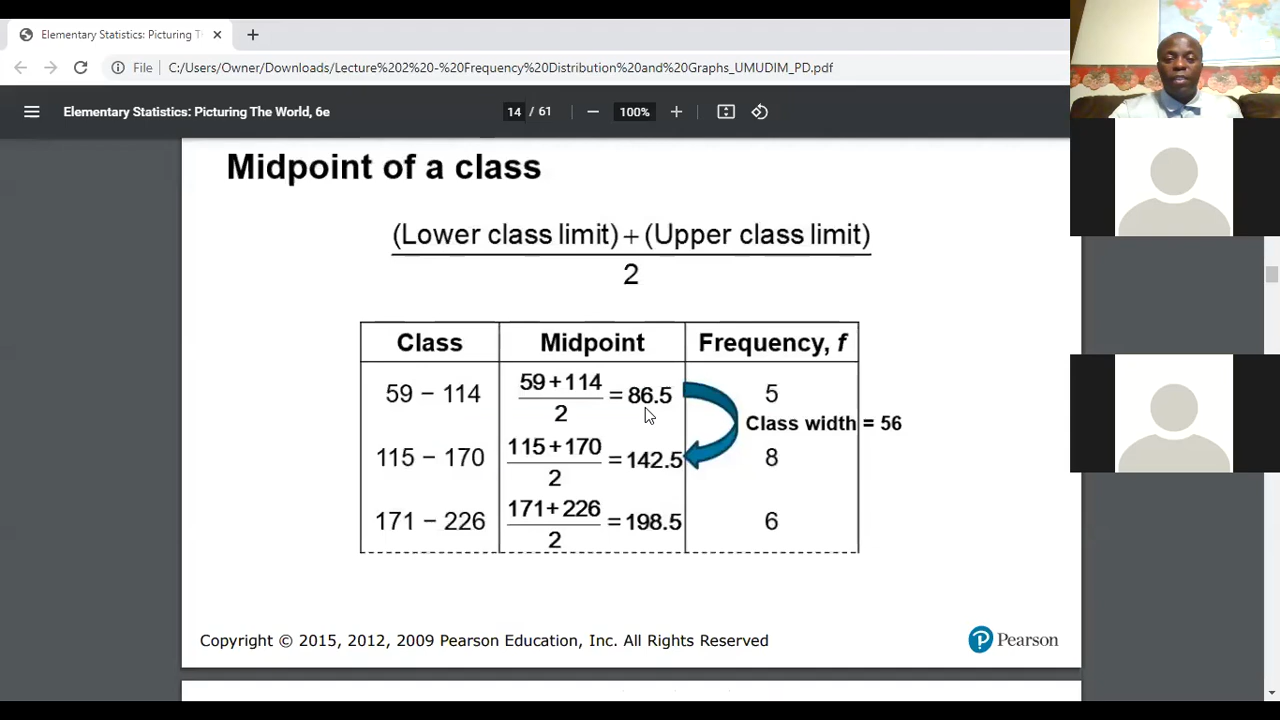 Elementary Statistics: Picturing T
File C:/Users/Owner/Downloads/Lecture%202%20-%20Frequency%20Distribution%20and%20Graphs_UMUDIM_PD.pdf
Elementary Statistics: Picturing The World, 6e
14 / 61
100%
Midpoint of a class
(Lower class limit) + (Upper class limit)
2
Class Midpoint Frequency, f
59 – 114 59 + 114 / 2 = 86.5 5
Class width = 56
115 – 170 115 + 170 / 2 = 142.5 8
171 – 226 171 + 226 / 2 = 198.5 6
Copyright © 2015, 2012, 2009 Pearson Education, Inc. All Rights Reserved
P Pearson